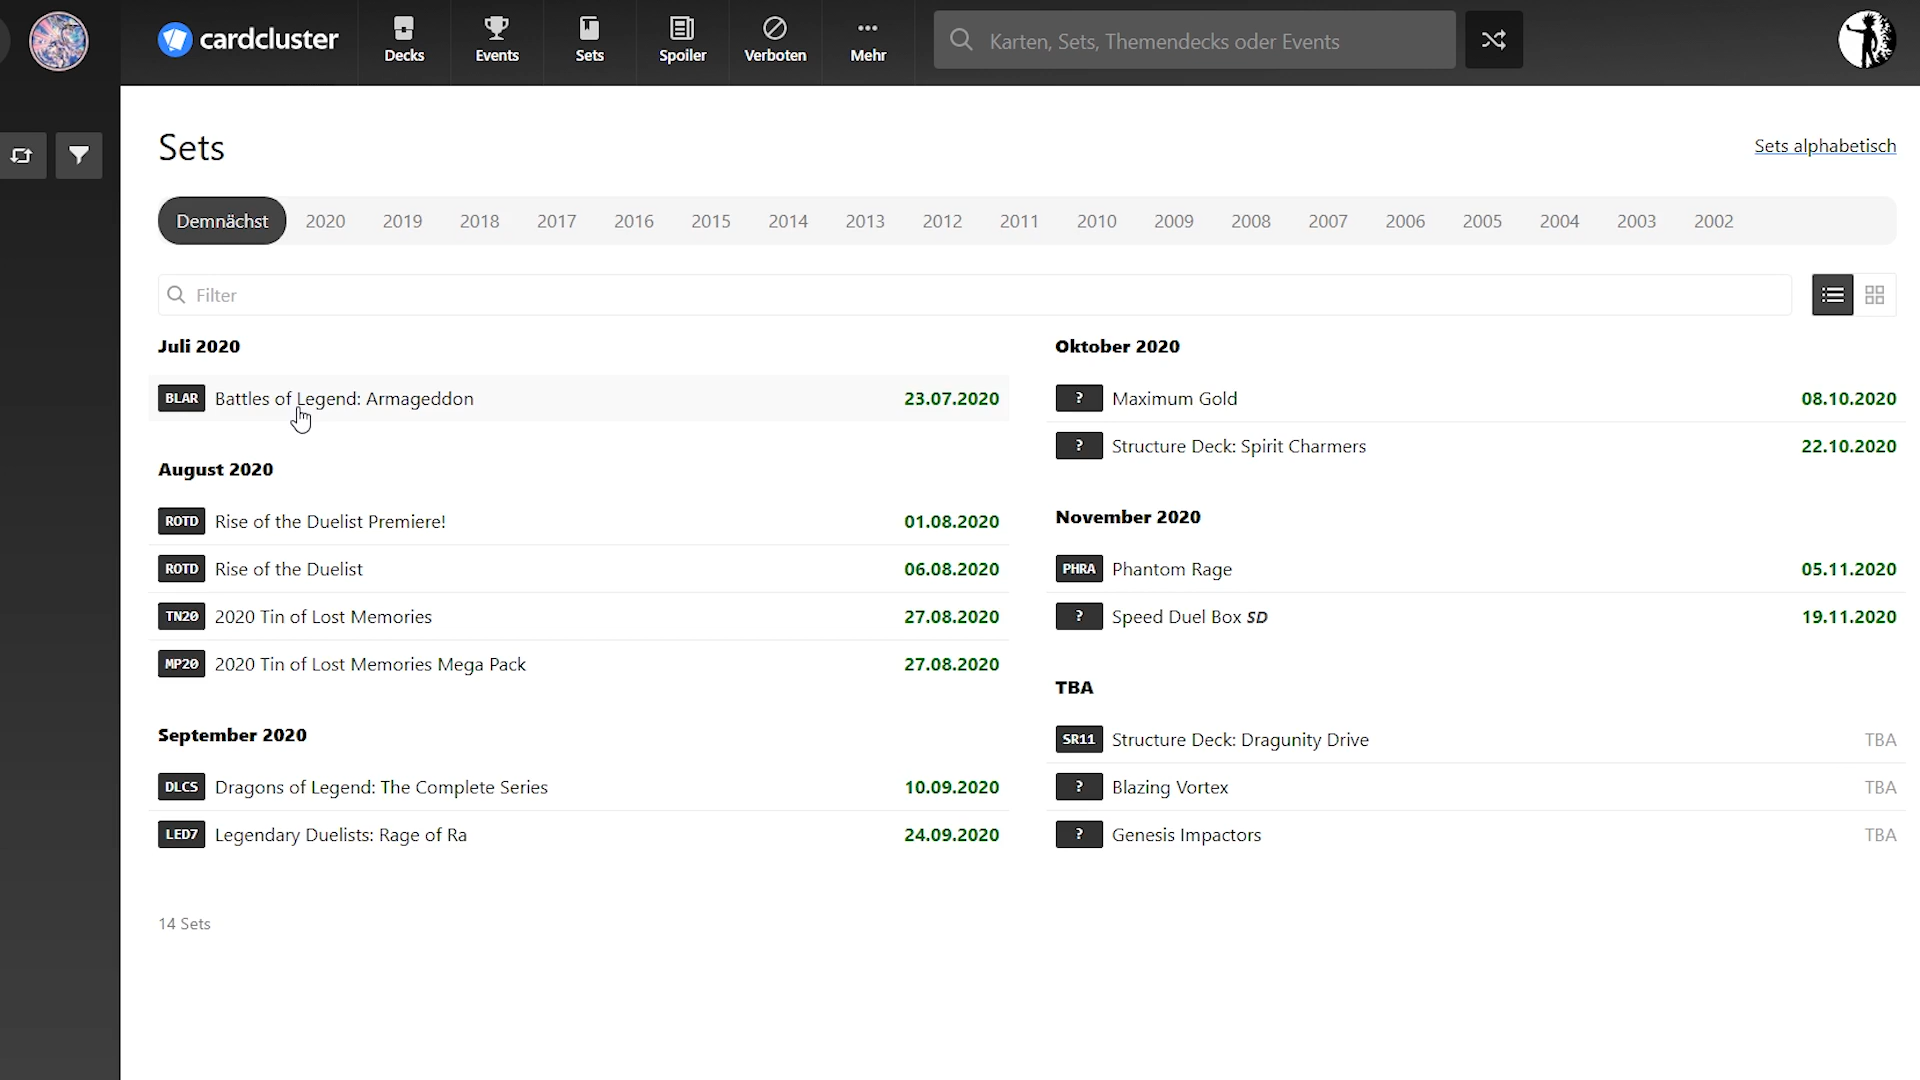 cardcluster
Decks
Events
Sets
Spoiler
Verboten
Mehr
Karten, Sets, Themendecks oder Events
Sets
Sets alphabetisch
Demnächst 2020 2019 2018 2017 2016 2015 2014 2013 2012 2011 2010 2009 2008 2007 2006 2005 2004 2003 2002
Filter
Juli 2020
BLAR Battles of Legend: Armageddon 23.07.2020
August 2020
ROTD Rise of the Duelist Premiere! 01.08.2020
ROTD Rise of the Duelist 06.08.2020
TN20 2020 Tin of Lost Memories 27.08.2020
MP20 2020 Tin of Lost Memories Mega Pack 27.08.2020
September 2020
DLCS Dragons of Legend: The Complete Series 10.09.2020
LED7 Legendary Duelists: Rage of Ra 24.09.2020
Oktober 2020
? Maximum Gold 08.10.2020
? Structure Deck: Spirit Charmers 22.10.2020
November 2020
PHRA Phantom Rage 05.11.2020
? Speed Duel Box SD 19.11.2020
TBA
SR11 Structure Deck: Dragunity Drive TBA
? Blazing Vortex TBA
? Genesis Impactors TBA
14 Sets